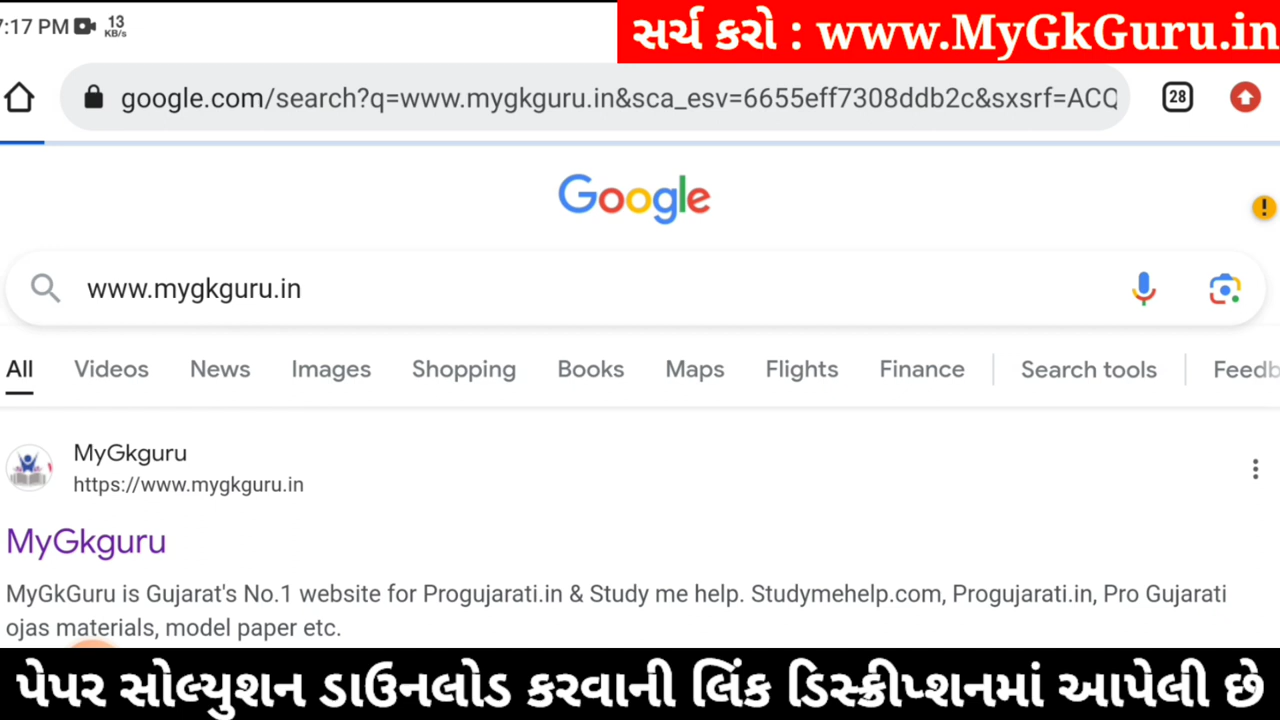 7:17 PM 13 KB/s
સર્ચ કરો : www.MyGkGuru.in
google.com/search?q=www.mygkguru.in&sca_esv=6655eff7308ddb2c&sxsrf=ACQ
28
Google
www.mygkguru.in
All Videos News Images Shopping Books Maps Flights Finance Search tools Feedb
MyGkguru
https://www.mygkguru.in
MyGkguru
MyGkGuru is Gujarat's No.1 website for Progujarati.in & Study me help. Studymehelp.com, Progujarati.in, Pro Gujarati
ojas materials, model paper etc.
પેપર સોલ્યુશન ડાઉનલોડ કરવાની લિંક ડિસ્ક્રીપ્શનમાં આપેલી છે